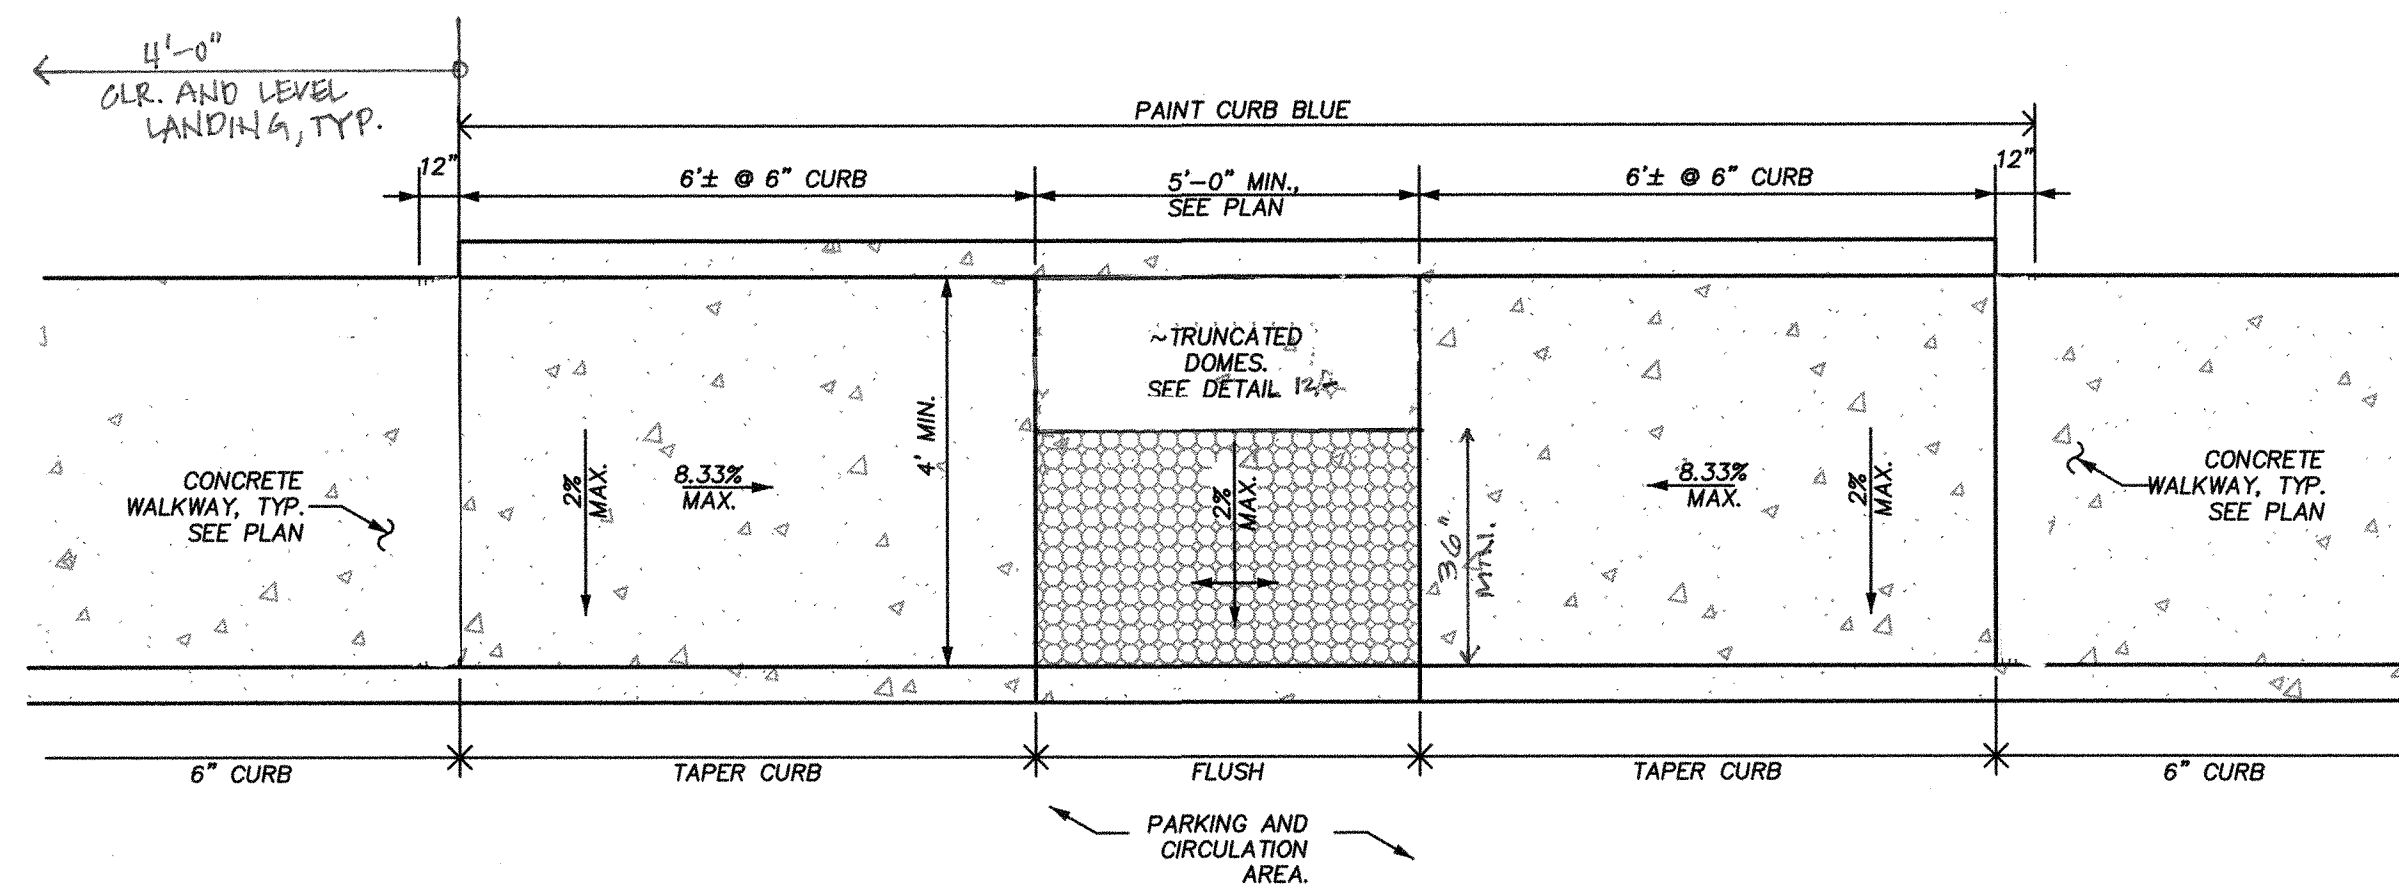 4'-0"
CLR. AND LEVEL
LANDING, TYP.
PAINT CURB BLUE
12"
6'± @ 6" CURB
5'-0" MIN.,
SEE PLAN
6'± @ 6" CURB
12"
~TRUNCATED
DOMES.
SEE DETAIL
4' MIN.
CONCRETE
WALKWAY, TYP.
SEE PLAN
2%
MAX.
8.33%
MAX.
2%
MAX.
36"
MIN.
8.33%
MAX.
2%
MAX.
CONCRETE
WALKWAY, TYP.
SEE PLAN
6" CURB
TAPER CURB
FLUSH
TAPER CURB
6" CURB
PARKING AND
CIRCULATION
AREA.